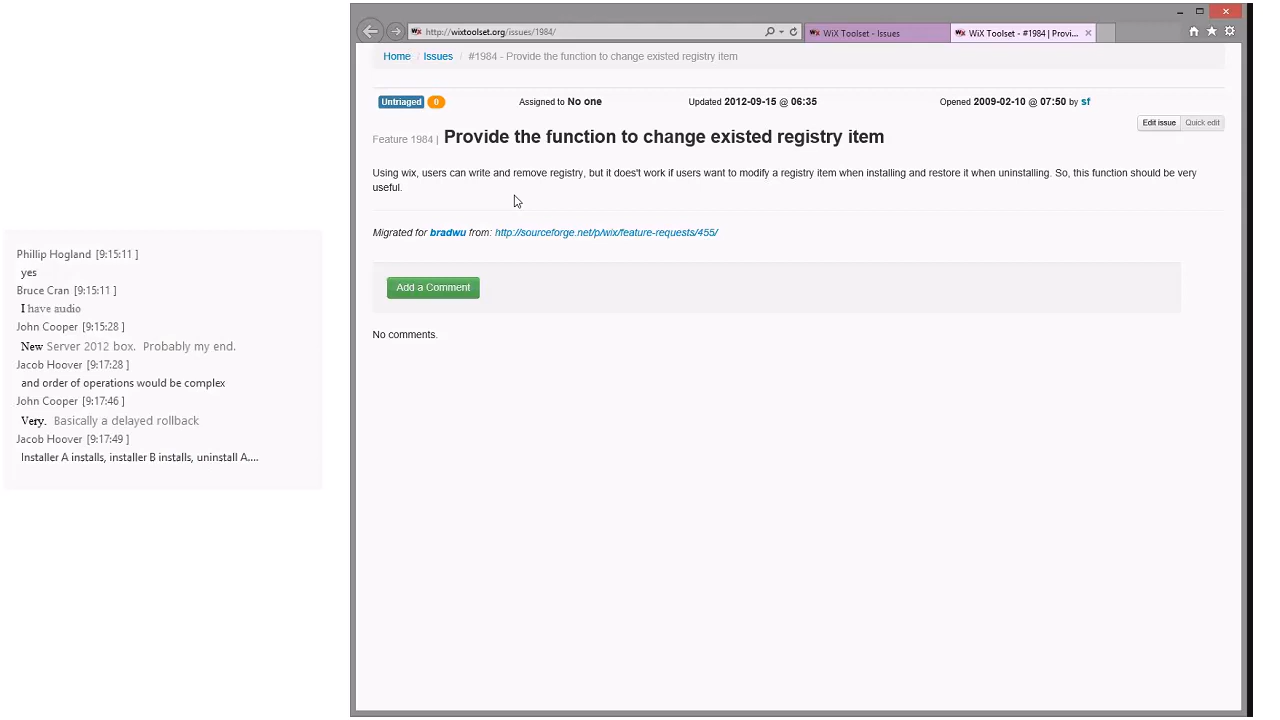 http://wixtoolset.org/issues/1984/
WiX Toolset - Issues
WiX Toolset - #1984 | Provi...
Home / Issues / #1984 - Provide the function to change existed registry item
Untriaged 0 Assigned to No one Updated 2012-09-15 @ 06:35 Opened 2009-02-10 @ 07:50 by sf
Edit issue Quick edit
Feature 1984 | Provide the function to change existed registry item
Using wix, users can write and remove registry, but it does't work if users want to modify a registry item when installing and restore it when uninstalling. So, this function should be very
useful.
Migrated for bradwu from: http://sourceforge.net/p/wix/feature-requests/455/
Add a Comment
No comments.
Phillip Hogland [9:15:11 ]
yes
Bruce Cran [9:15:11 ]
I have audio
John Cooper [9:15:28 ]
New Server 2012 box. Probably my end.
Jacob Hoover [9:17:28 ]
and order of operations would be complex
John Cooper [9:17:46 ]
Very. Basically a delayed rollback
Jacob Hoover [9:17:49 ]
Installer A installs, installer B installs, uninstall A....